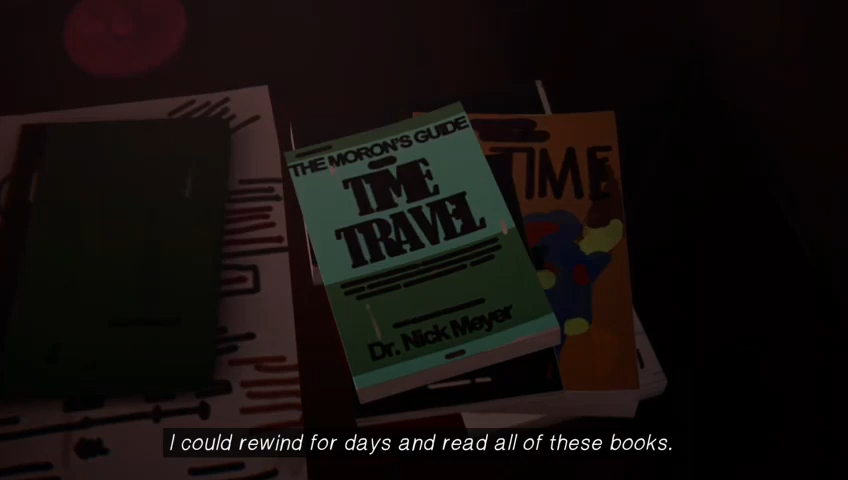 THE MORON'S GUIDE
TIME
TRAVEL
Dr. Nick Meyer
TIME
I could rewind for days and read all of these books.